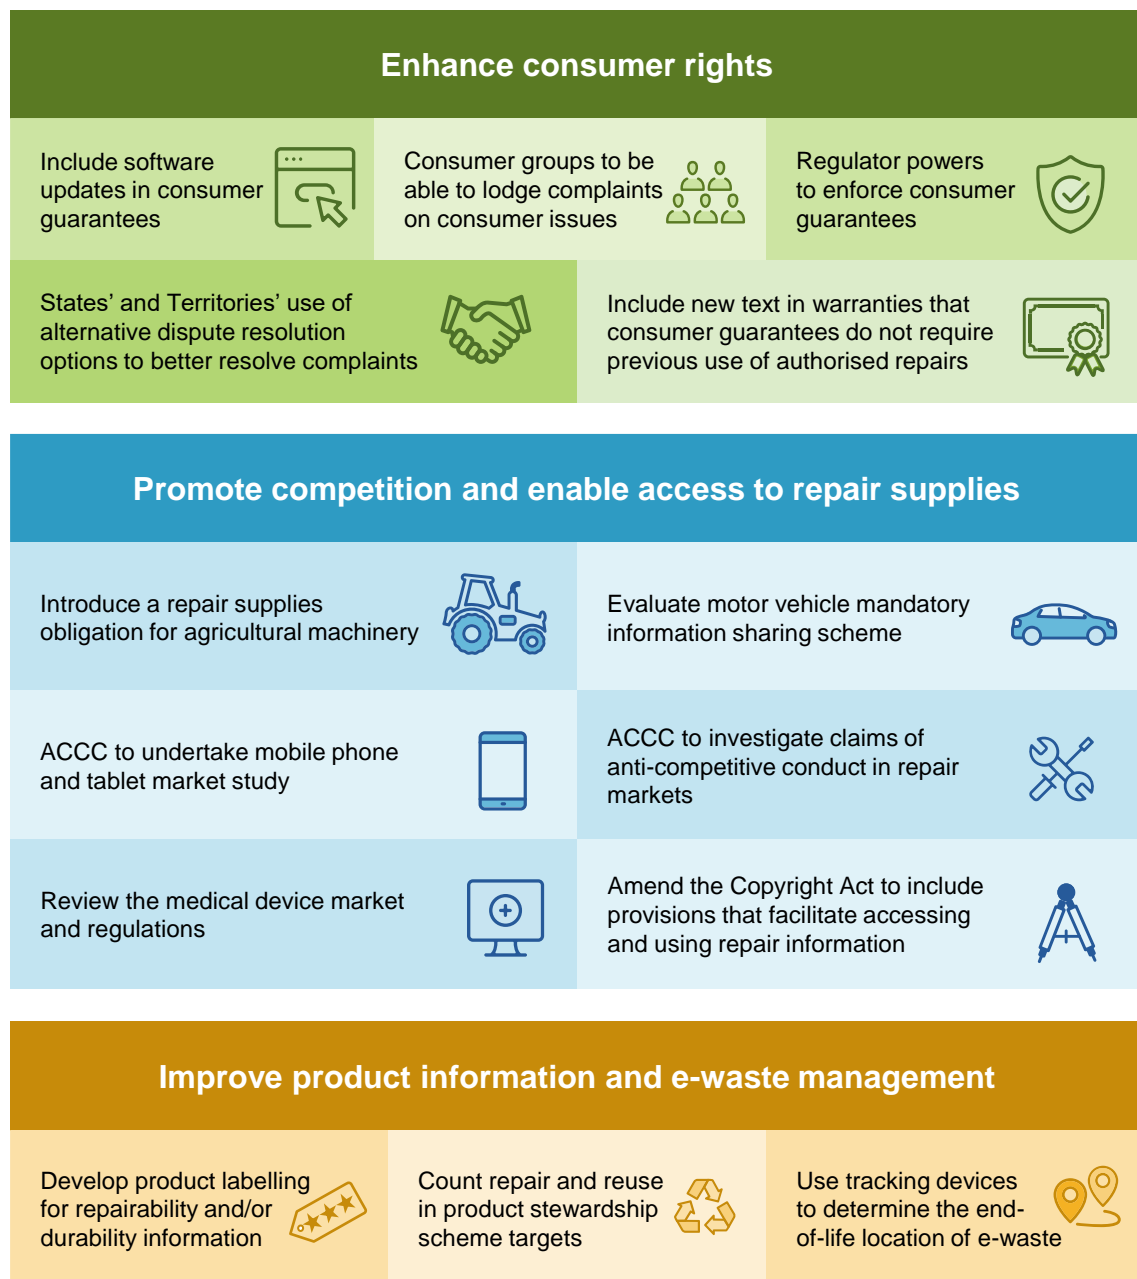 Enhance consumer rights
Include software
updates in consumer
guarantees
Consumer groups to be
able to lodge complaints
on consumer issues
Regulator powers
to enforce consumer
guarantees
States’ and Territories’ use of
alternative dispute resolution
options to better resolve complaints
Include new text in warranties that
consumer guarantees do not require
previous use of authorised repairs
Promote competition and enable access to repair supplies
Introduce a repair supplies
obligation for agricultural machinery
Evaluate motor vehicle mandatory
information sharing scheme
ACCC to undertake mobile phone
and tablet market study
ACCC to investigate claims of
anti-competitive conduct in repair
markets
Review the medical device market
and regulations
Amend the Copyright Act to include
provisions that facilitate accessing
and using repair information
Improve product information and e-waste management
Develop product labelling
for repairability and/or
durability information
Count repair and reuse
in product stewardship
scheme targets
Use tracking devices
to determine the end-
of-life location of e-waste